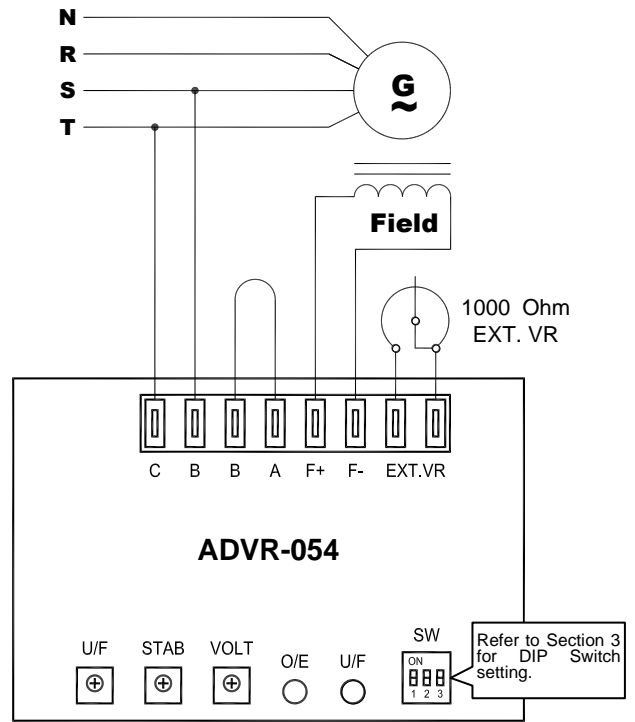 N
R
S
T
G
~
Field
1000 Ohm
EXT. VR
C B B A F+ F- EXT.VR
ADVR-054
U/F STAB VOLT O/E U/F SW
ON
1 2 3
Refer to Section 3
for DIP Switch
setting.